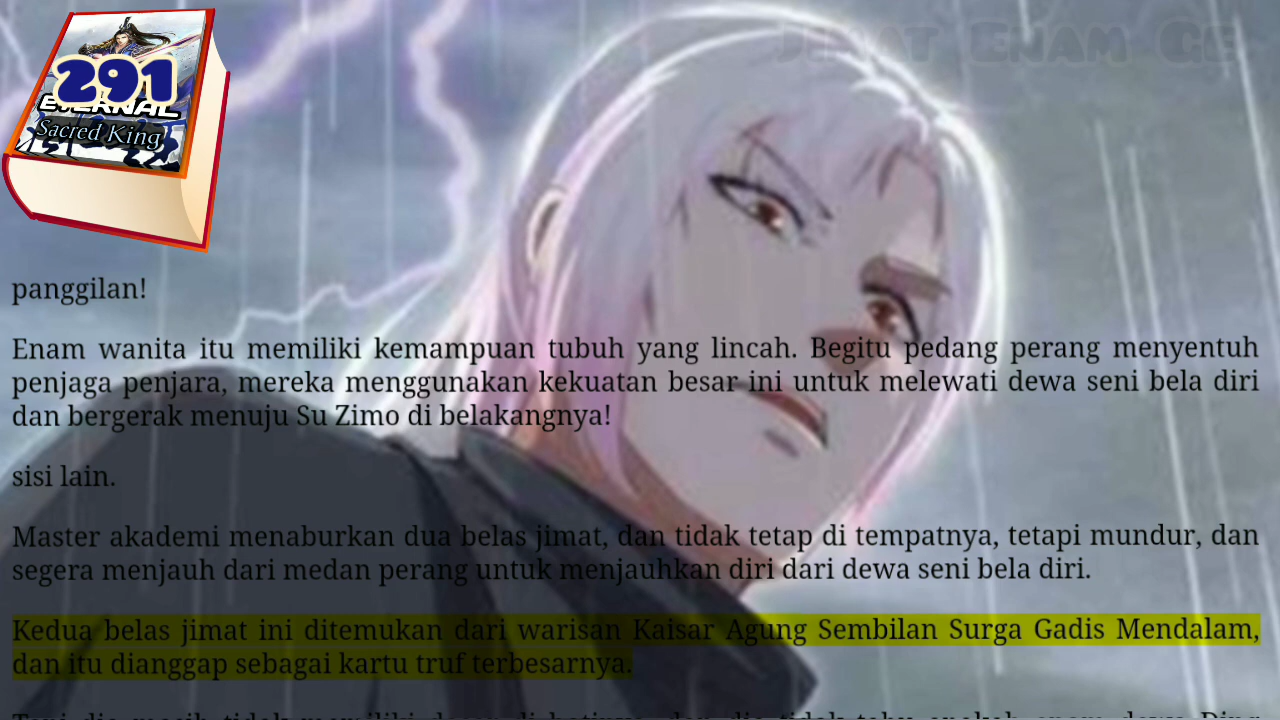 Jimat Enam Ge
291
ETERNAL
Sacred King
panggilan!
Enam wanita itu memiliki kemampuan tubuh yang lincah. Begitu pedang perang menyentuh
penjaga penjara, mereka menggunakan kekuatan besar ini untuk melewati dewa seni bela diri
dan bergerak menuju Su Zimo di belakangnya!
sisi lain.
Master akademi menaburkan dua belas jimat, dan tidak tetap di tempatnya, tetapi mundur, dan
segera menjauh dari medan perang untuk menjauhkan diri dari dewa seni bela diri.
Kedua belas jimat ini ditemukan dari warisan Kaisar Agung Sembilan Surga Gadis Mendalam,
dan itu dianggap sebagai kartu truf terbesarnya.